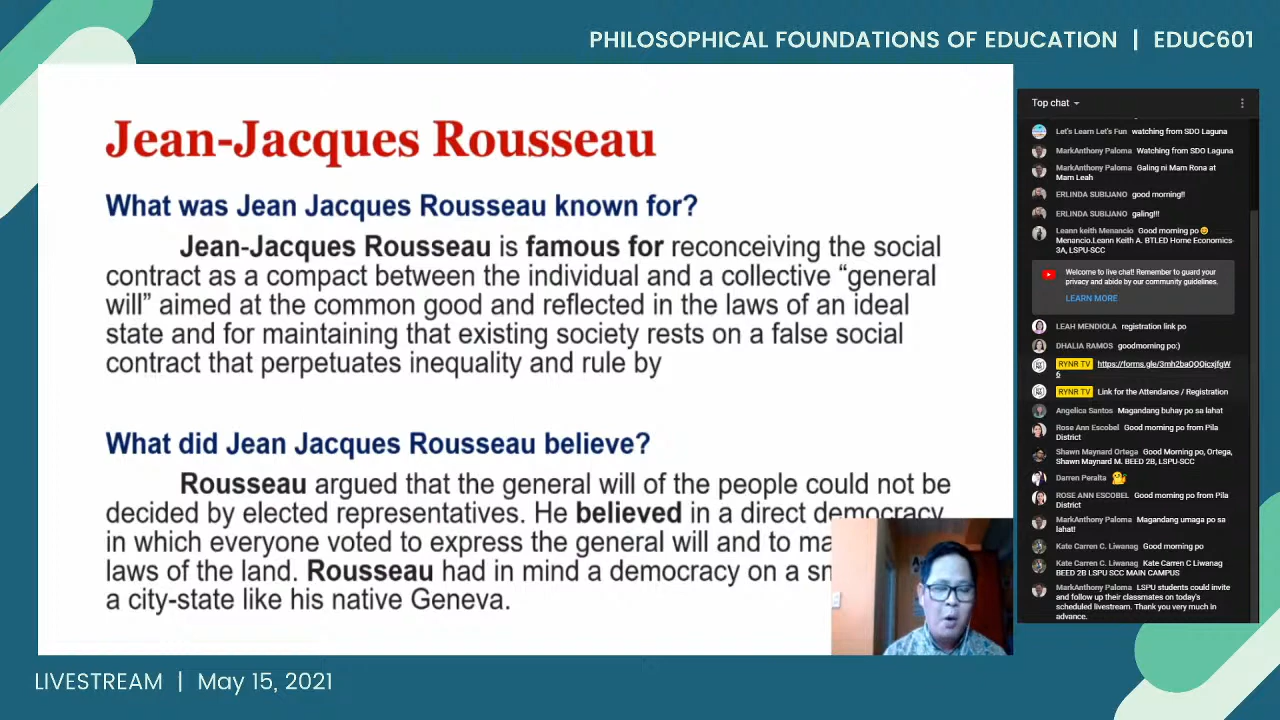 PHILOSOPHICAL FOUNDATIONS OF EDUCATION | EDUC601
Jean-Jacques Rousseau
What was Jean Jacques Rousseau known for?
Jean-Jacques Rousseau is famous for reconceiving the social
contract as a compact between the individual and a collective “general
will” aimed at the common good and reflected in the laws of an ideal
state and for maintaining that existing society rests on a false social
contract that perpetuates inequality and rule by
What did Jean Jacques Rousseau believe?
Rousseau argued that the general will of the people could not be
decided by elected representatives. He believed in a direct democracy
in which everyone voted to express the general will and to ma
laws of the land. Rousseau had in mind a democracy on a sm
a city-state like his native Geneva.
Top chat
Let's Learn Let's Fun watching from SDO Laguna
MarkAnthony Paloma Watching from SDO Laguna
MarkAnthony Paloma Galing ni Mam Rona at
Mam Leah
ERLINDA SUBIJANO good morning!!
ERLINDA SUBIJANO galing!!!
Leann keith Menancio Good morning po😊
Menancio.Leann Keith A. BTLED Home Economics-
3A, LSPU-SCC
Welcome to live chat! Remember to guard your
privacy and abide by our community guidelines.
LEARN MORE
LEAH MENDIOLA registration link po
DHALIA RAMOS goodmorning po:)
RYNR TV https://forms.gle/3mh2baQQQicxjfgW
6
RYNR TV Link for the Attendance / Registration
Angelica Santos Magandang buhay po sa lahat
Rose Ann Escobel Good morning po from Pila
District
Shawn Maynard Ortega Good Morning po, Ortega,
Shawn Maynard M. BEED 2B, LSPU-SCC
Darren Peralta
ROSE ANN ESCOBEL Good morning po from Pila
District
MarkAnthony Paloma Magandang umaga po sa
lahat!
Kate Carren C. Liwanag Good morning po
Kate Carren C. Liwanag Kate Carren C Liwanag
BEED 2B LSPU SCC MAIN CAMPUS
MarkAnthony Paloma LSPU students could invite
and follow up their classmates on today's
scheduled livestream. Thank you very much in
advance.
LIVESTREAM | May 15, 2021